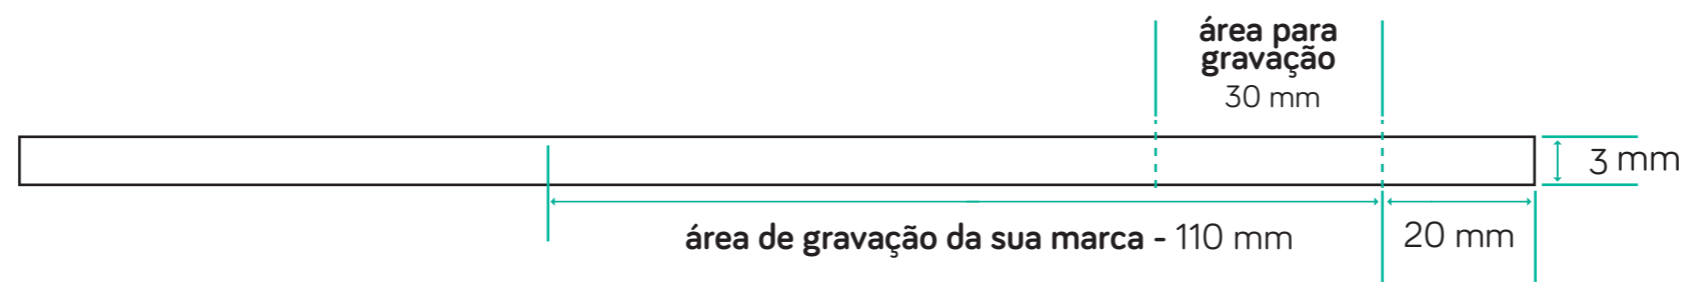 área para
gravação
30 mm
3 mm
área de gravação da sua marca - 110 mm
20 mm